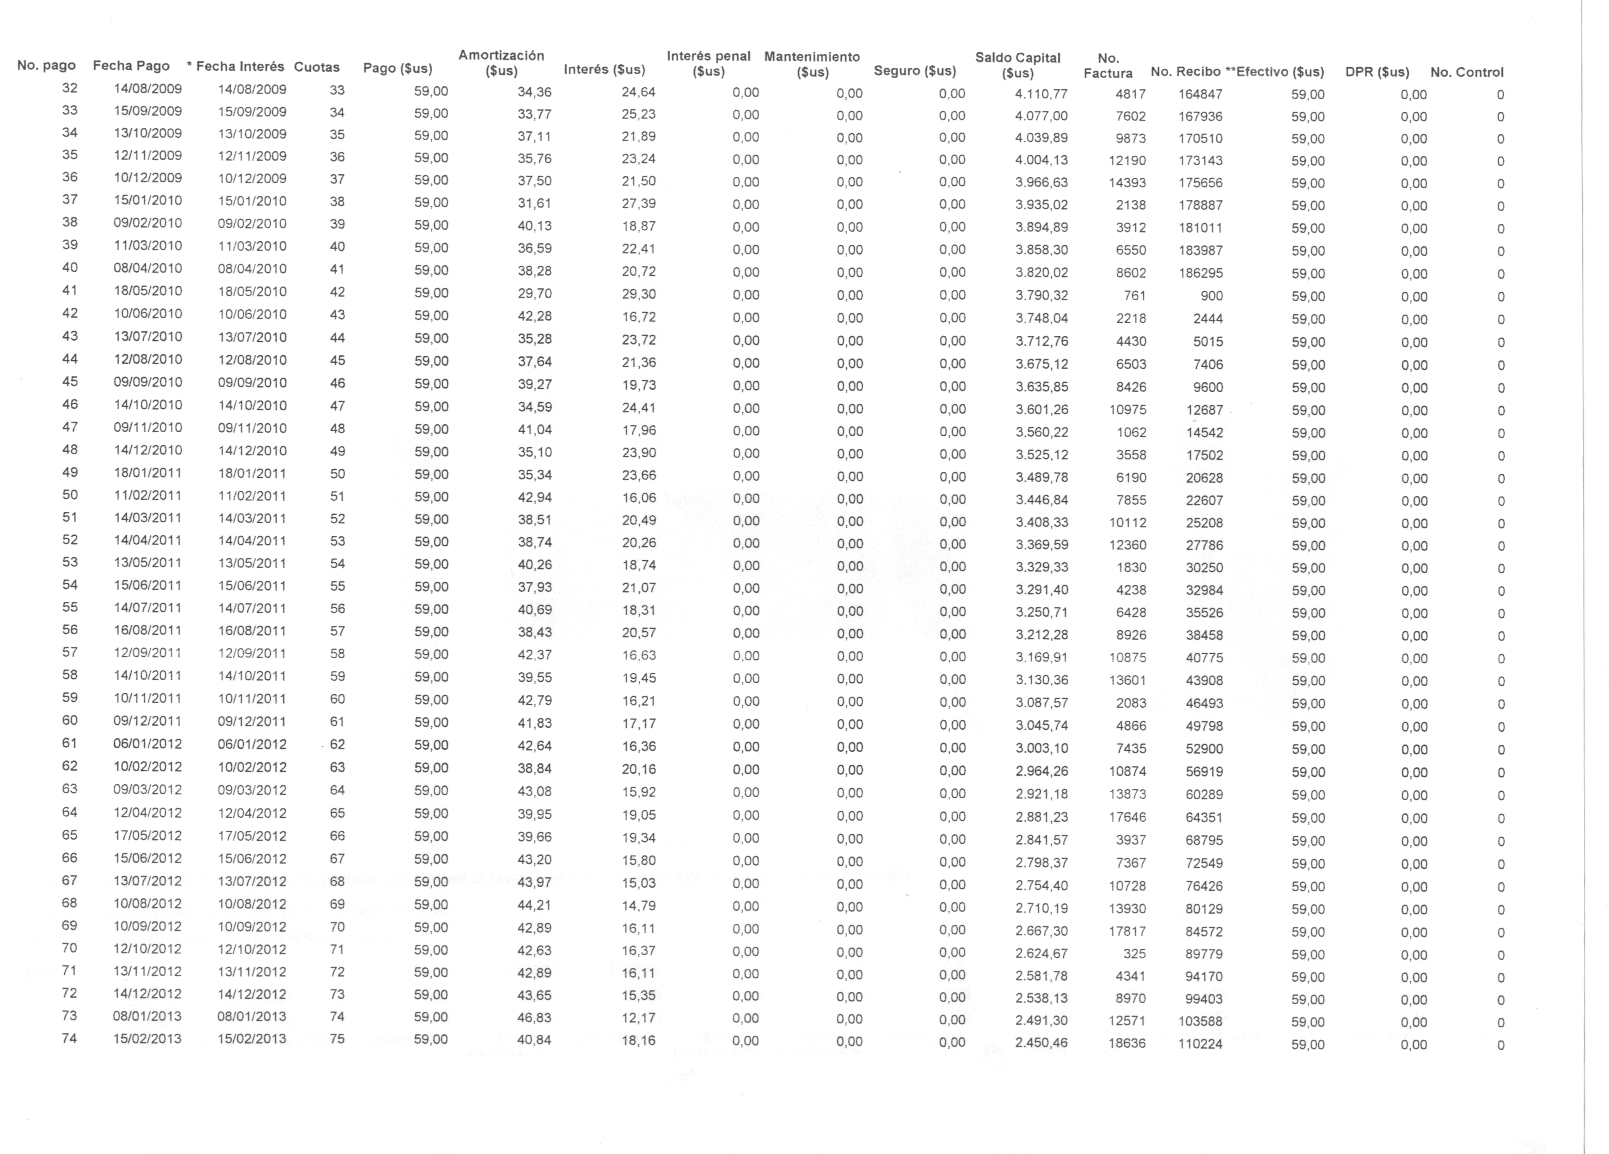 No. pago Fecha Pago * Fecha Interés Cuotas Pago ($us) Amortización ($us) Interés ($us) Interés penal ($us) Mantenimiento ($us) Seguro ($us) Saldo Capital ($us) No. Factura No. Recibo **Efectivo ($us) DPR ($us) No. Control
32 14/08/2009 14/08/2009 33 59,00 34,36 24,64 0,00 0,00 0,00 4.110,77 4817 164847 59,00 0,00 0
33 15/09/2009 15/09/2009 34 59,00 33,77 25,23 0,00 0,00 0,00 4.077,00 7602 167936 59,00 0,00 0
34 13/10/2009 13/10/2009 35 59,00 37,11 21,89 0,00 0,00 0,00 4.039,89 9873 170510 59,00 0,00 0
35 12/11/2009 12/11/2009 36 59,00 35,76 23,24 0,00 0,00 0,00 4.004,13 12190 173143 59,00 0,00 0
36 10/12/2009 10/12/2009 37 59,00 37,50 21,50 0,00 0,00 0,00 3.966,63 14393 175656 59,00 0,00 0
37 15/01/2010 15/01/2010 38 59,00 31,61 27,39 0,00 0,00 0,00 3.935,02 2138 178887 59,00 0,00 0
38 09/02/2010 09/02/2010 39 59,00 40,13 18,87 0,00 0,00 0,00 3.894,89 3912 181011 59,00 0,00 0
39 11/03/2010 11/03/2010 40 59,00 36,59 22,41 0,00 0,00 0,00 3.858,30 6550 183987 59,00 0,00 0
40 08/04/2010 08/04/2010 41 59,00 38,28 20,72 0,00 0,00 0,00 3.820,02 8602 186295 59,00 0,00 0
41 18/05/2010 18/05/2010 42 59,00 29,70 29,30 0,00 0,00 0,00 3.790,32 761 900 59,00 0,00 0
42 10/06/2010 10/06/2010 43 59,00 42,28 16,72 0,00 0,00 0,00 3.748,04 2218 2444 59,00 0,00 0
43 13/07/2010 13/07/2010 44 59,00 35,28 23,72 0,00 0,00 0,00 3.712,76 4430 5015 59,00 0,00 0
44 12/08/2010 12/08/2010 45 59,00 37,64 21,36 0,00 0,00 0,00 3.675,12 6503 7406 59,00 0,00 0
45 09/09/2010 09/09/2010 46 59,00 39,27 19,73 0,00 0,00 0,00 3.635,85 8426 9600 59,00 0,00 0
46 14/10/2010 14/10/2010 47 59,00 34,59 24,41 0,00 0,00 0,00 3.601,26 10975 12687 59,00 0,00 0
47 09/11/2010 09/11/2010 48 59,00 41,04 17,96 0,00 0,00 0,00 3.560,22 1062 14542 59,00 0,00 0
48 14/12/2010 14/12/2010 49 59,00 35,10 23,90 0,00 0,00 0,00 3.525,12 3558 17502 59,00 0,00 0
49 18/01/2011 18/01/2011 50 59,00 35,34 23,66 0,00 0,00 0,00 3.489,78 6190 20628 59,00 0,00 0
50 11/02/2011 11/02/2011 51 59,00 42,94 16,06 0,00 0,00 0,00 3.446,84 7855 22607 59,00 0,00 0
51 14/03/2011 14/03/2011 52 59,00 38,51 20,49 0,00 0,00 0,00 3.408,33 10112 25208 59,00 0,00 0
52 14/04/2011 14/04/2011 53 59,00 38,74 20,26 0,00 0,00 0,00 3.369,59 12360 27786 59,00 0,00 0
53 13/05/2011 13/05/2011 54 59,00 40,26 18,74 0,00 0,00 0,00 3.329,33 1830 30250 59,00 0,00 0
54 15/06/2011 15/06/2011 55 59,00 37,93 21,07 0,00 0,00 0,00 3.291,40 4238 32984 59,00 0,00 0
55 14/07/2011 14/07/2011 56 59,00 40,69 18,31 0,00 0,00 0,00 3.250,71 6428 35526 59,00 0,00 0
56 16/08/2011 16/08/2011 57 59,00 38,43 20,57 0,00 0,00 0,00 3.212,28 8926 38458 59,00 0,00 0
57 12/09/2011 12/09/2011 58 59,00 42,37 16,63 0,00 0,00 0,00 3.169,91 10875 40775 59,00 0,00 0
58 14/10/2011 14/10/2011 59 59,00 39,55 19,45 0,00 0,00 0,00 3.130,36 13601 43908 59,00 0,00 0
59 10/11/2011 10/11/2011 60 59,00 42,79 16,21 0,00 0,00 0,00 3.087,57 2083 46493 59,00 0,00 0
60 09/12/2011 09/12/2011 61 59,00 41,83 17,17 0,00 0,00 0,00 3.045,74 4866 49798 59,00 0,00 0
61 06/01/2012 06/01/2012 62 59,00 42,64 16,36 0,00 0,00 0,00 3.003,10 7435 52900 59,00 0,00 0
62 10/02/2012 10/02/2012 63 59,00 38,84 20,16 0,00 0,00 0,00 2.964,26 10874 56919 59,00 0,00 0
63 09/03/2012 09/03/2012 64 59,00 43,08 15,92 0,00 0,00 0,00 2.921,18 13873 60289 59,00 0,00 0
64 12/04/2012 12/04/2012 65 59,00 39,95 19,05 0,00 0,00 0,00 2.881,23 17646 64351 59,00 0,00 0
65 17/05/2012 17/05/2012 66 59,00 39,66 19,34 0,00 0,00 0,00 2.841,57 3937 68795 59,00 0,00 0
66 15/06/2012 15/06/2012 67 59,00 43,20 15,80 0,00 0,00 0,00 2.798,37 7367 72549 59,00 0,00 0
67 13/07/2012 13/07/2012 68 59,00 43,97 15,03 0,00 0,00 0,00 2.754,40 10728 76426 59,00 0,00 0
68 10/08/2012 10/08/2012 69 59,00 44,21 14,79 0,00 0,00 0,00 2.710,19 13930 80129 59,00 0,00 0
69 10/09/2012 10/09/2012 70 59,00 42,89 16,11 0,00 0,00 0,00 2.667,30 17817 84572 59,00 0,00 0
70 12/10/2012 12/10/2012 71 59,00 42,63 16,37 0,00 0,00 0,00 2.624,67 325 89779 59,00 0,00 0
71 13/11/2012 13/11/2012 72 59,00 42,89 16,11 0,00 0,00 0,00 2.581,78 4341 94170 59,00 0,00 0
72 14/12/2012 14/12/2012 73 59,00 43,65 15,35 0,00 0,00 0,00 2.538,13 8970 99403 59,00 0,00 0
73 08/01/2013 08/01/2013 74 59,00 46,83 12,17 0,00 0,00 0,00 2.491,30 12571 103588 59,00 0,00 0
74 15/02/2013 15/02/2013 75 59,00 40,84 18,16 0,00 0,00 0,00 2.450,46 18636 110224 59,00 0,00 0